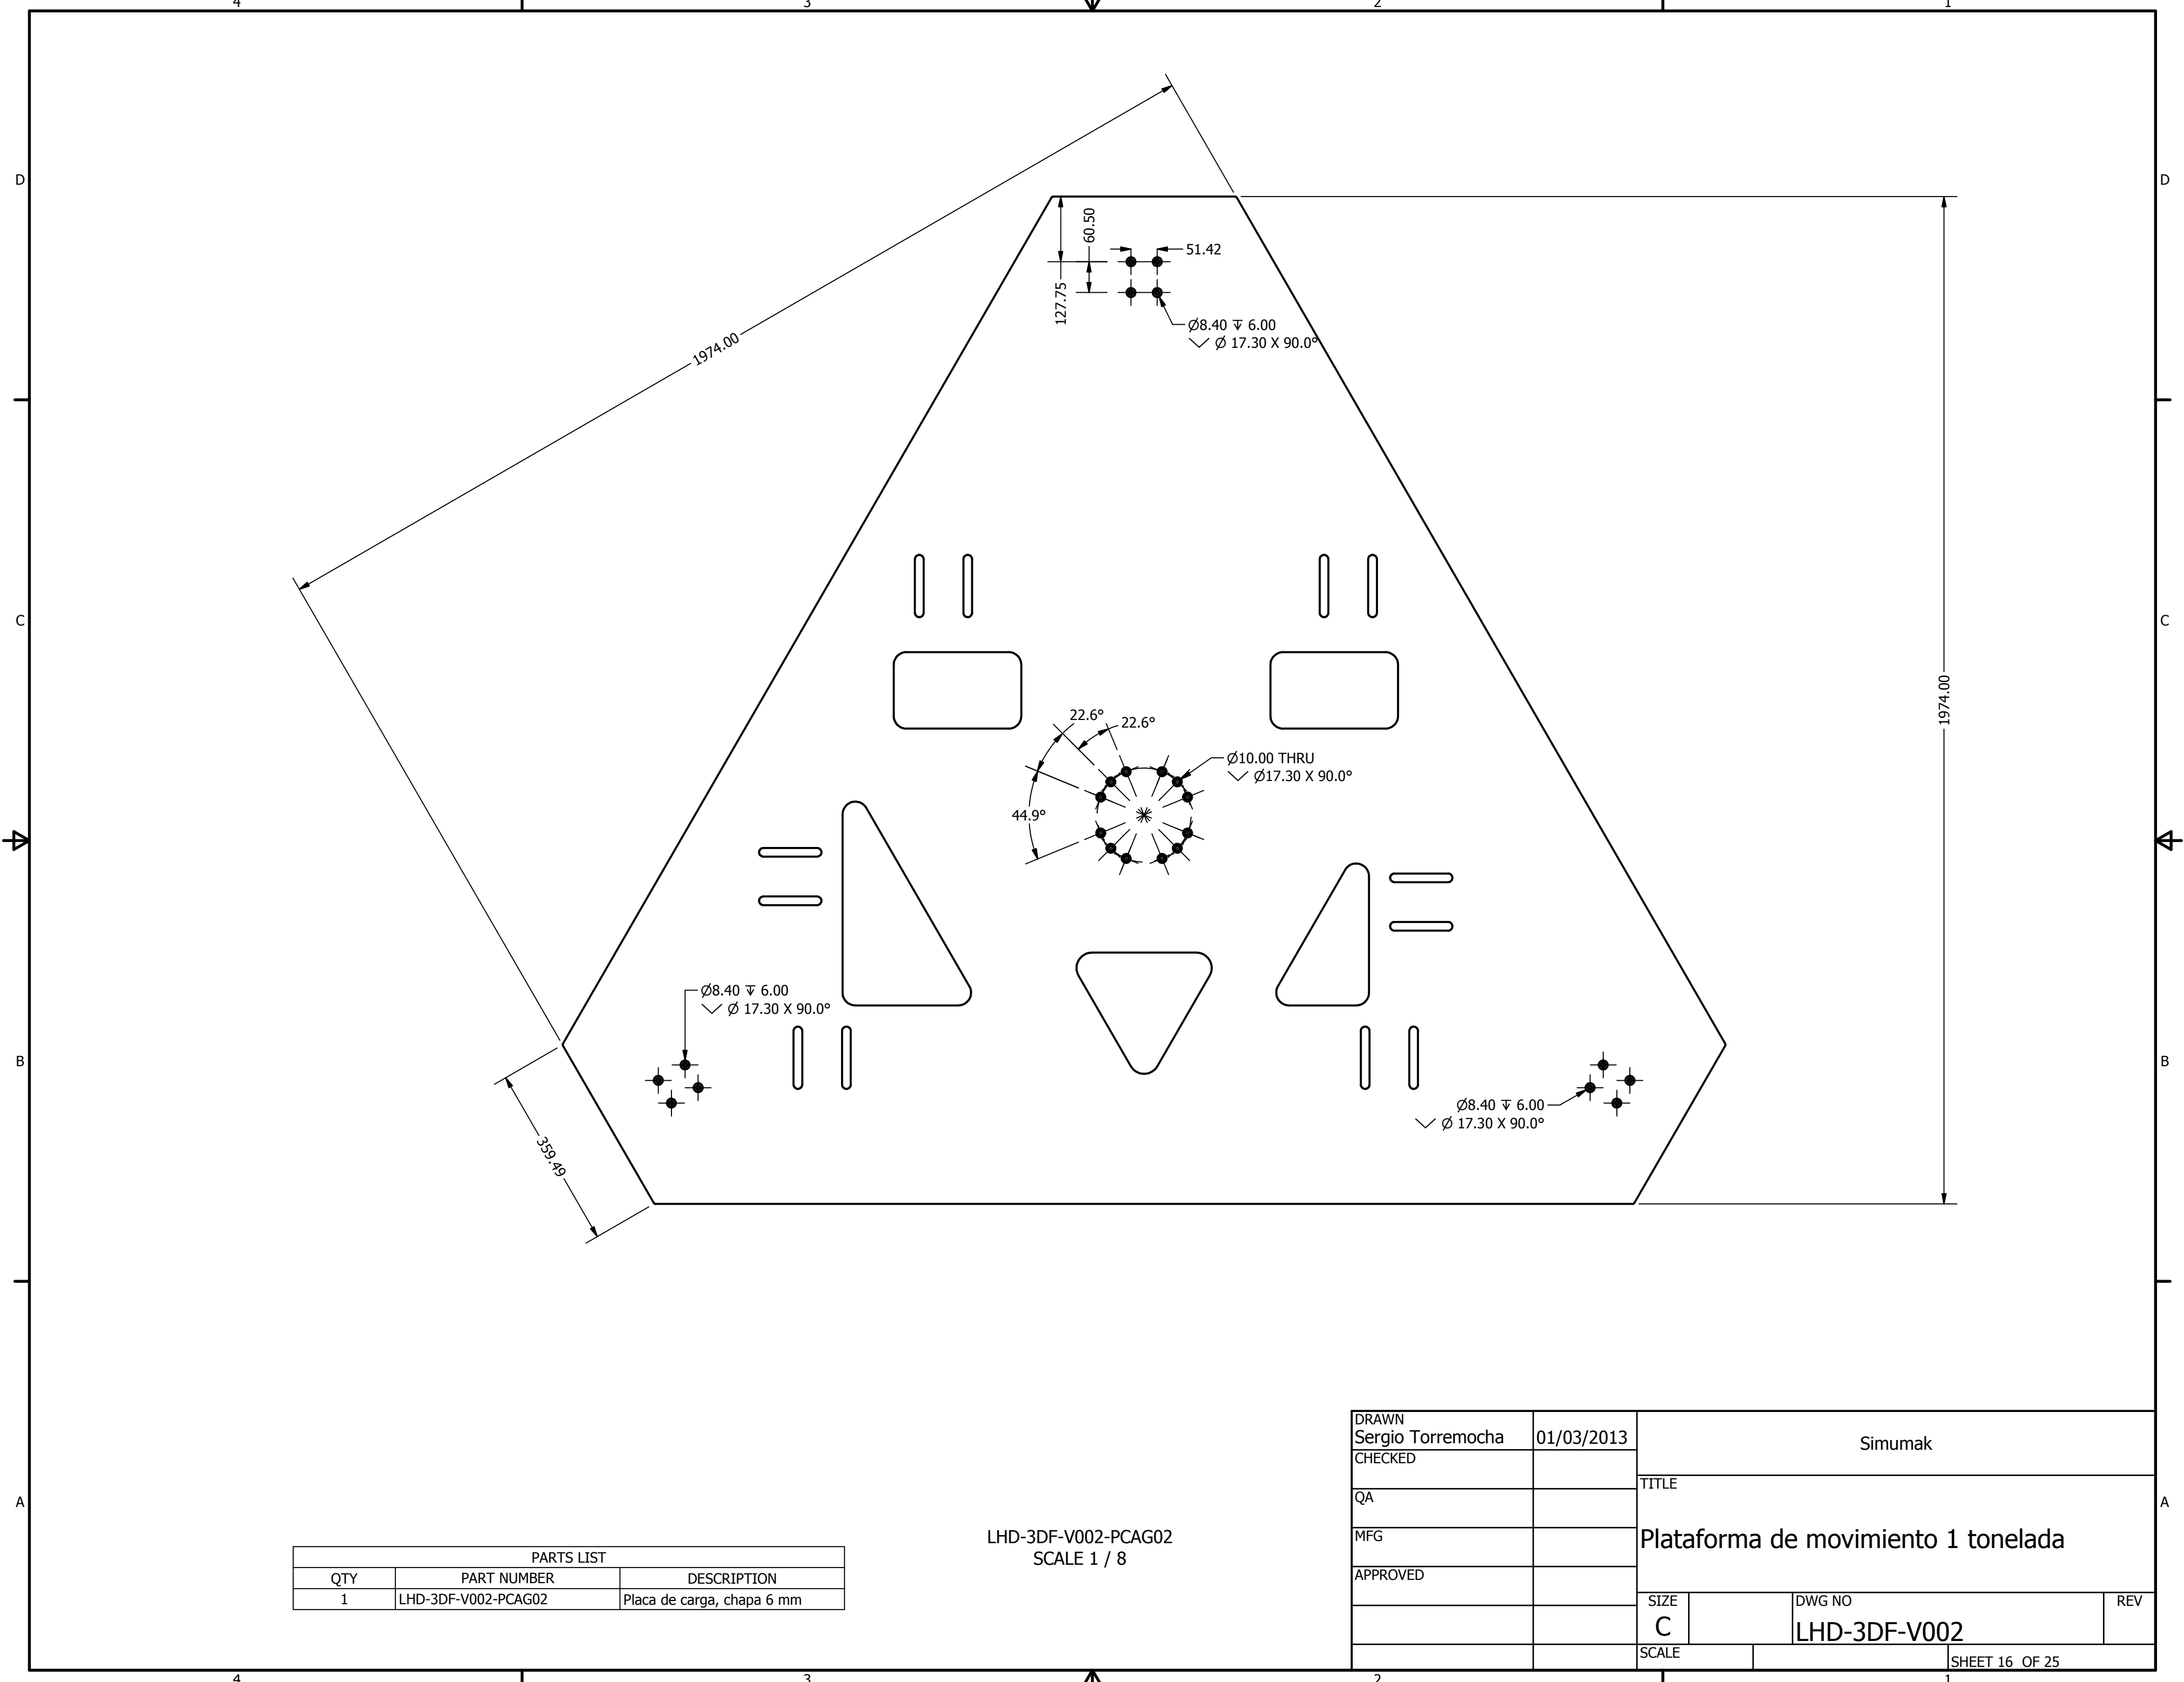 4 3 2 1
D D
60.50
51.42
127.75
Ø8.40 ↧ 6.00
⌵ Ø 17.30 X 90.0°
1974.00
C C
1974.00
22.6°
22.6°
Ø10.00 THRU
⌵ Ø17.30 X 90.0°
44.9°
Ø8.40 ↧ 6.00
⌵ Ø 17.30 X 90.0°
B B
Ø8.40 ↧ 6.00
⌵ Ø 17.30 X 90.0°
359.49
A A
LHD-3DF-V002-PCAG02
SCALE 1 / 8
PARTS LIST
QTY PART NUMBER DESCRIPTION
1 LHD-3DF-V002-PCAG02 Placa de carga, chapa 6 mm
DRAWN
Sergio Torremocha 01/03/2013
CHECKED
QA
MFG
APPROVED
Simumak
TITLE
Plataforma de movimiento 1 tonelada
SIZE
C
DWG NO
LHD-3DF-V002
REV
SCALE
SHEET 16 OF 25
4 3 2 1